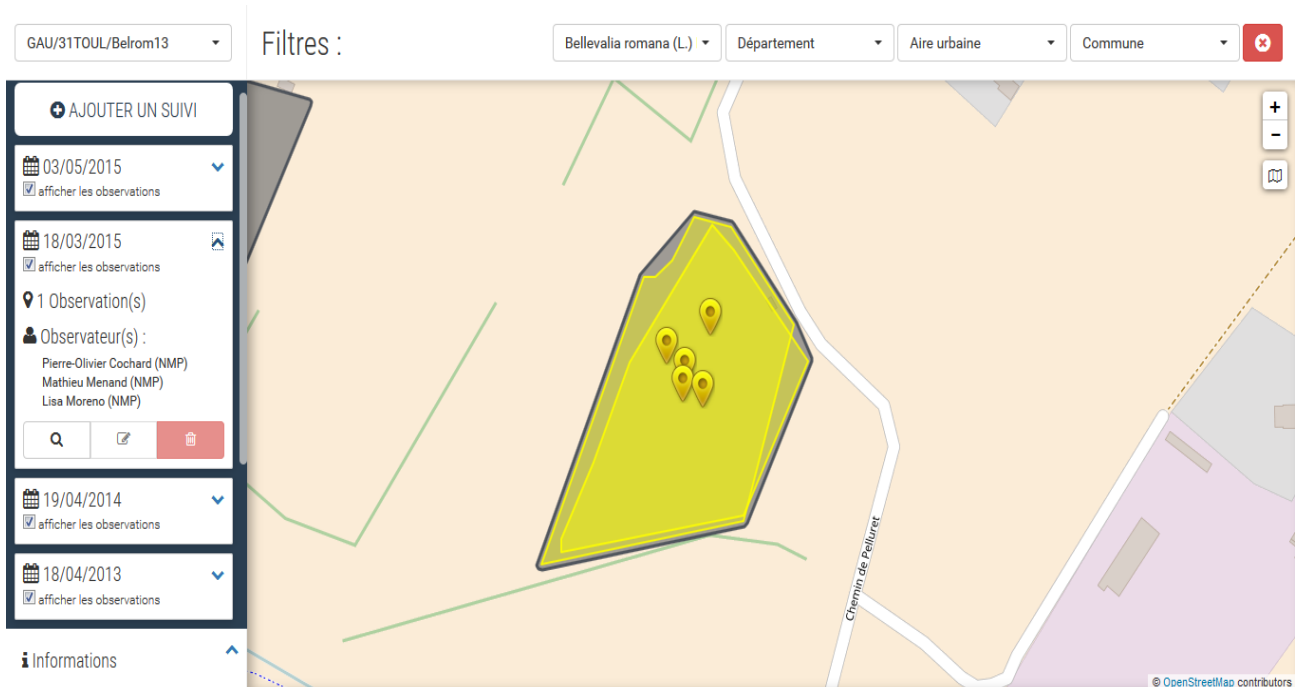 GAU/31TOUL/Belrom13
Filtres :
Bellevalia romana (L.)
Département
Aire urbaine
Commune
AJOUTER UN SUIVI
03/05/2015
afficher les observations
18/03/2015
afficher les observations
1 Observation(s)
Observateur(s) :
Pierre-Olivier Cochard (NMP)
Mathieu Menand (NMP)
Lisa Moreno (NMP)
19/04/2014
afficher les observations
18/04/2013
afficher les observations
Informations
+
-
Chemin de Pelluret
© OpenStreetMap contributors